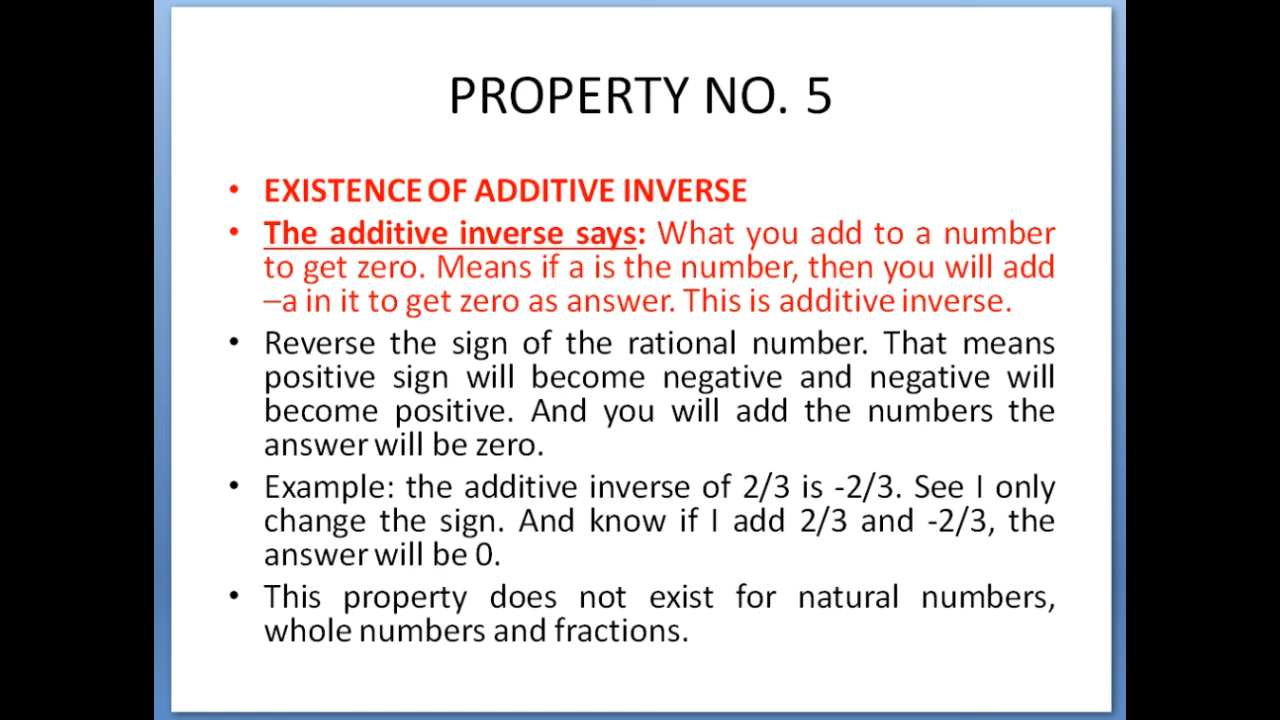 PROPERTY NO. 5
• EXISTENCE OF ADDITIVE INVERSE
• The additive inverse says: What you add to a number
to get zero. Means if a is the number, then you will add
–a in it to get zero as answer. This is additive inverse.
• Reverse the sign of the rational number. That means
positive sign will become negative and negative will
become positive. And you will add the numbers the
answer will be zero.
• Example: the additive inverse of 2/3 is -2/3. See I only
change the sign. And know if I add 2/3 and -2/3, the
answer will be 0.
• This property does not exist for natural numbers,
whole numbers and fractions.